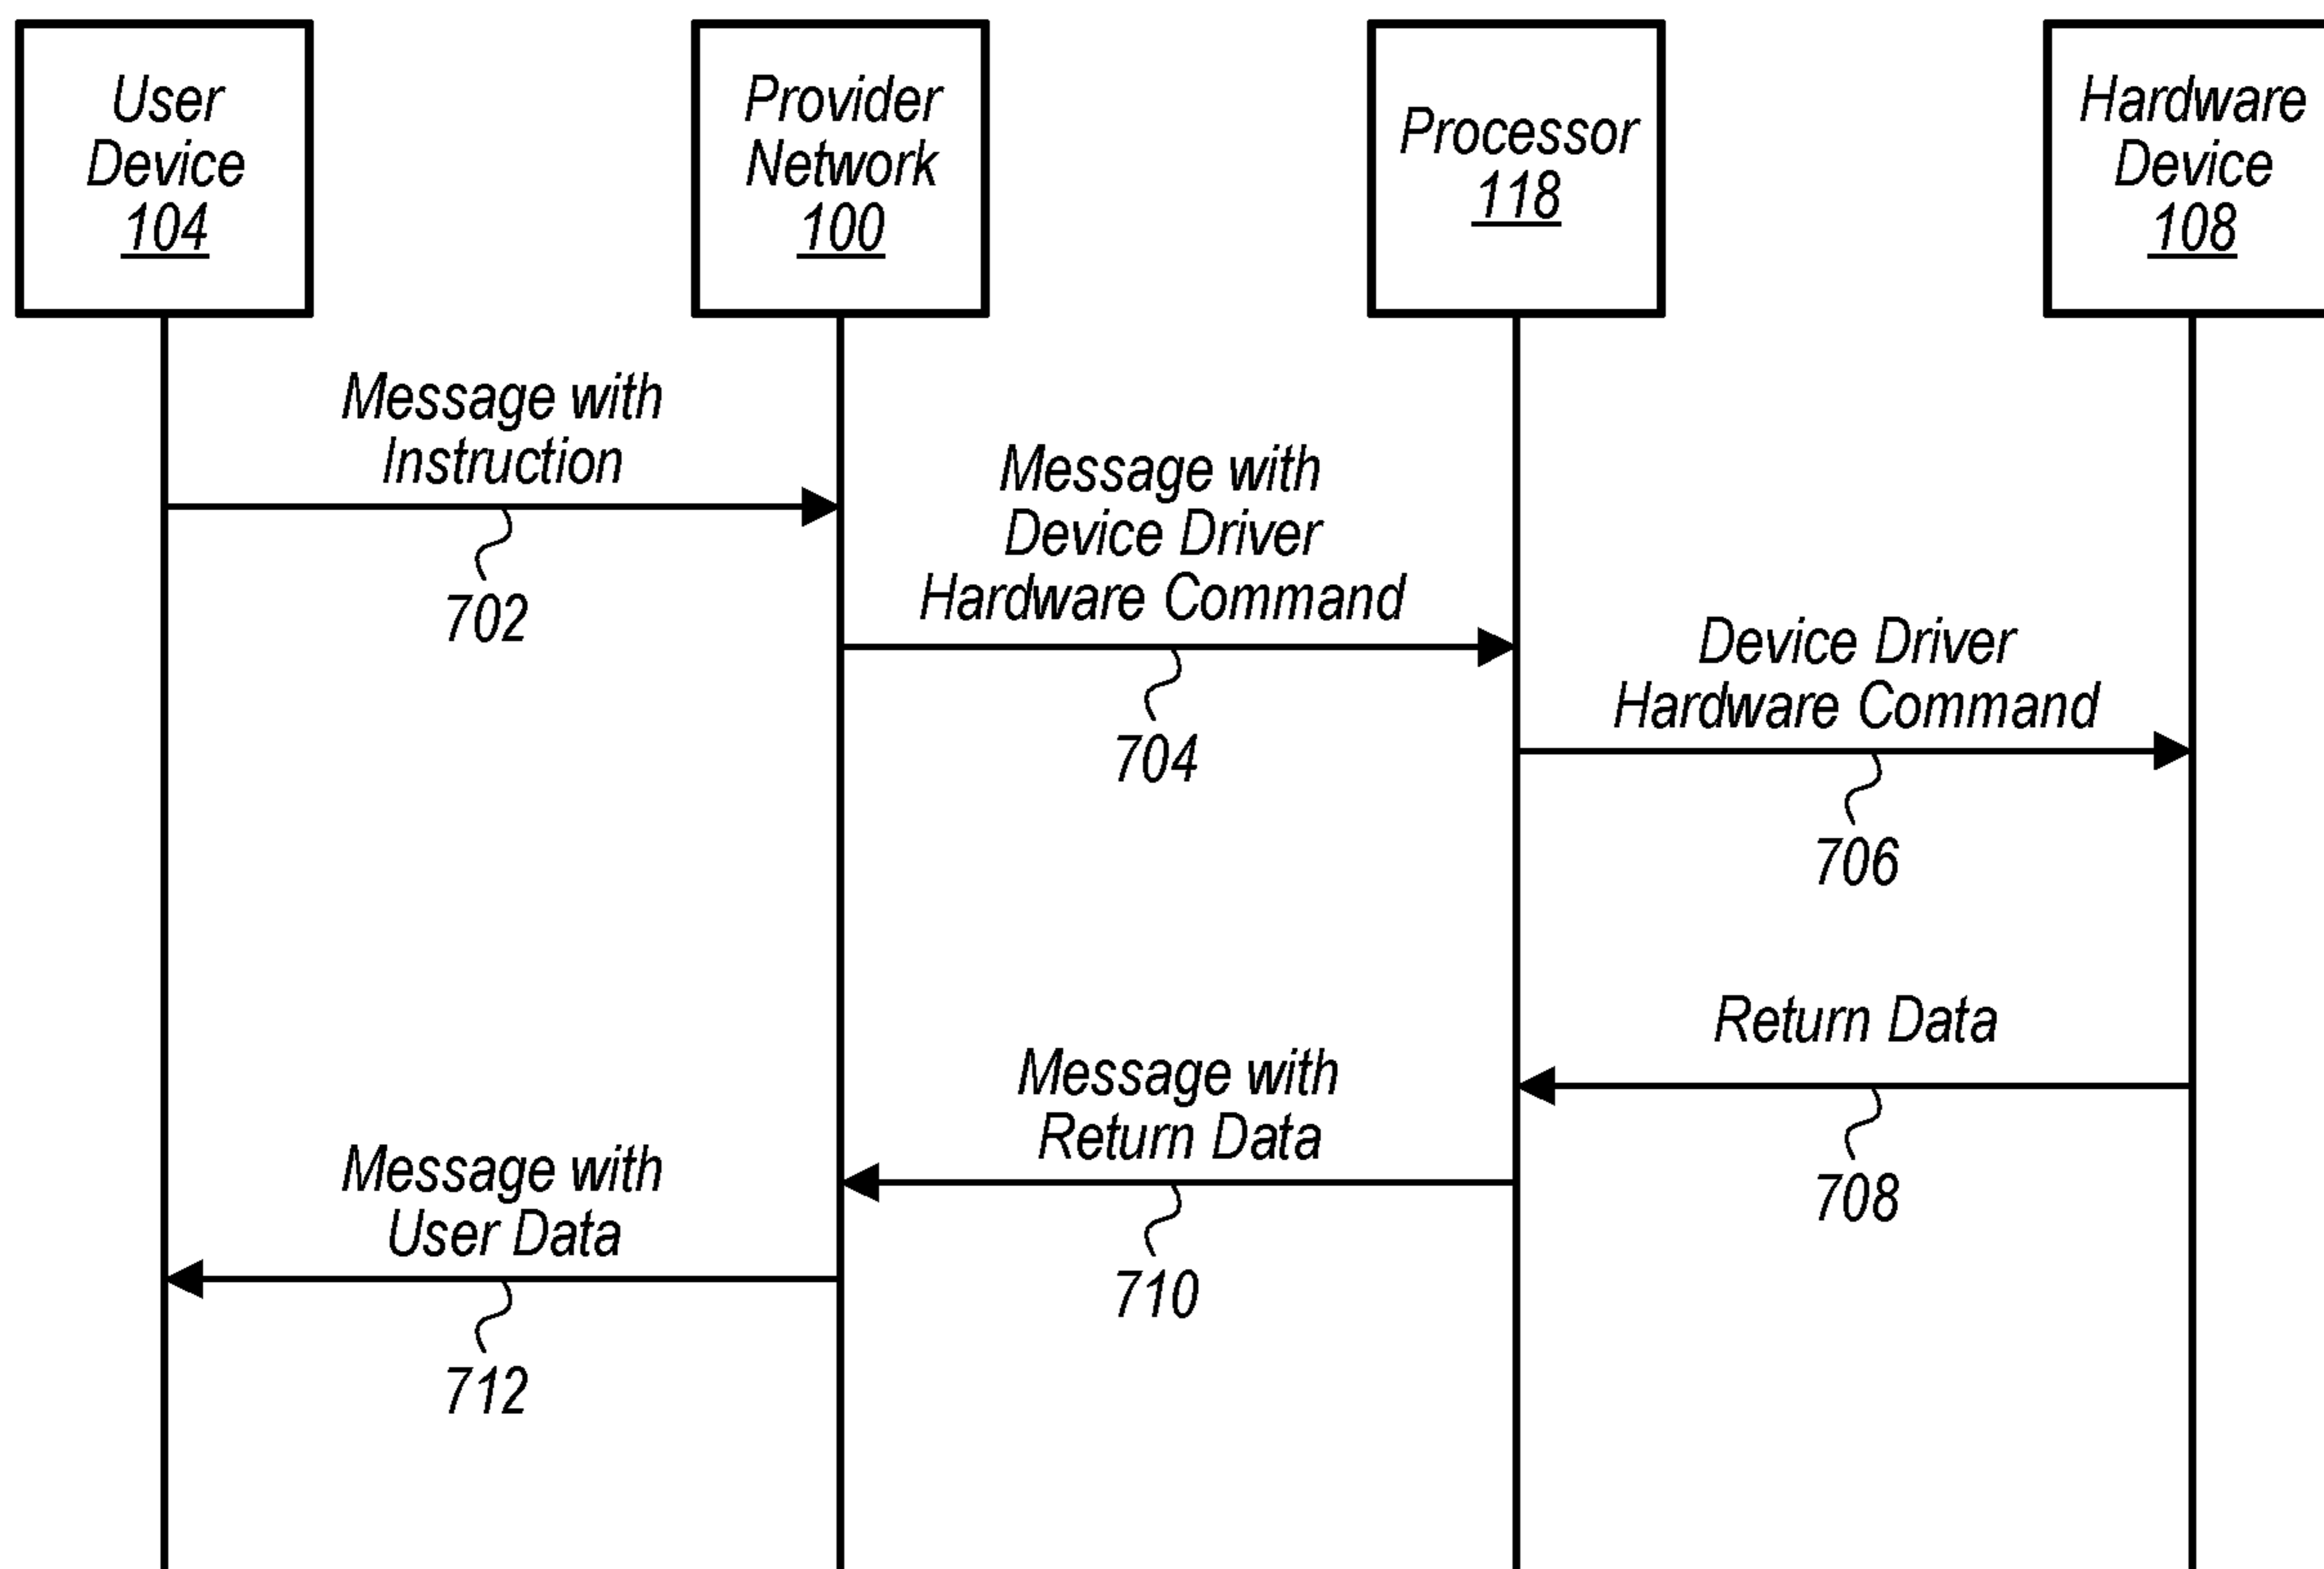 User
Device
104
Provider
Network
100
Processor
118
Hardware
Device
108
Message with
Instruction
702
Message with
Device Driver
Hardware Command
704
Device Driver
Hardware Command
706
Return Data
708
Message with
Return Data
710
Message with
User Data
712